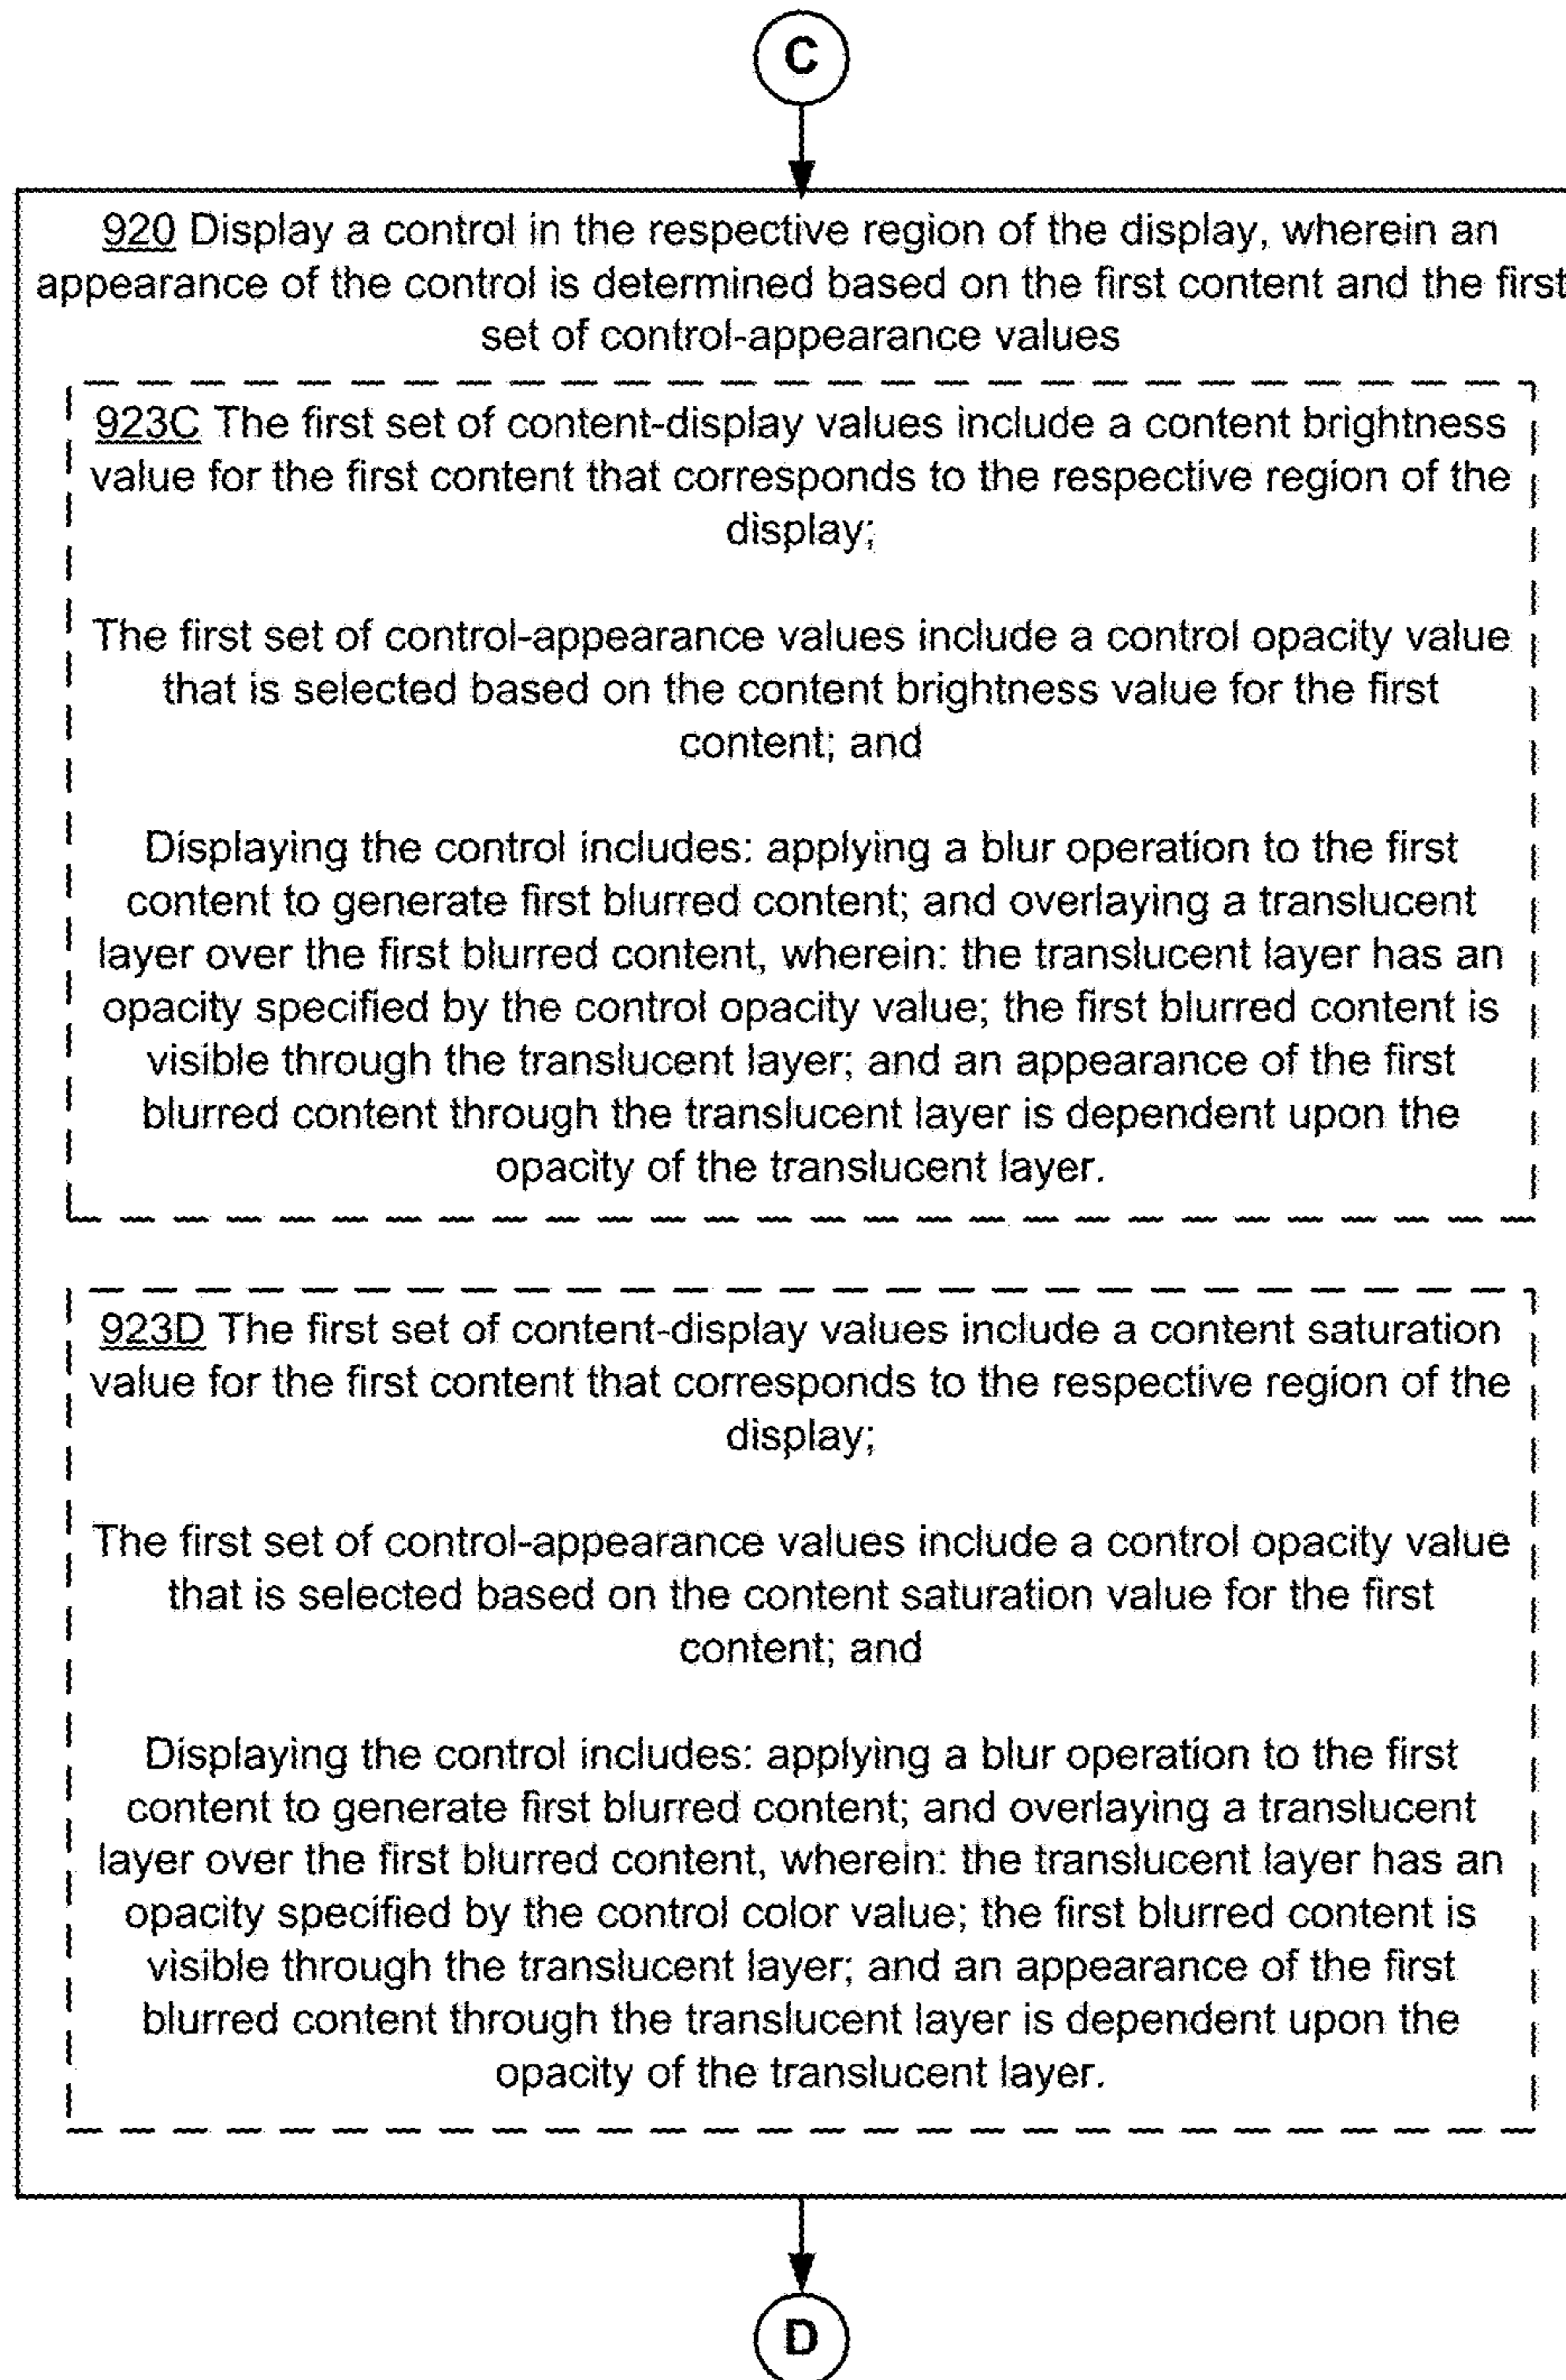 C
920 Display a control in the respective region of the display, wherein an
appearance of the control is determined based on the first content and the first
set of control-appearance values
923C The first set of content-display values include a content brightness
value for the first content that corresponds to the respective region of the
display;
The first set of control-appearance values include a control opacity value
that is selected based on the content brightness value for the first
content; and
Displaying the control includes: applying a blur operation to the first
content to generate first blurred content; and overlaying a translucent
layer over the first blurred content, wherein: the translucent layer has an
opacity specified by the control opacity value; the first blurred content is
visible through the translucent layer; and an appearance of the first
blurred content through the translucent layer is dependent upon the
opacity of the translucent layer.
923D The first set of content-display values include a content saturation
value for the first content that corresponds to the respective region of the
display;
The first set of control-appearance values include a control opacity value
that is selected based on the content saturation value for the first
content; and
Displaying the control includes: applying a blur operation to the first
content to generate first blurred content; and overlaying a translucent
layer over the first blurred content, wherein: the translucent layer has an
opacity specified by the control color value; the first blurred content is
visible through the translucent layer; and an appearance of the first
blurred content through the translucent layer is dependent upon the
opacity of the translucent layer.
D